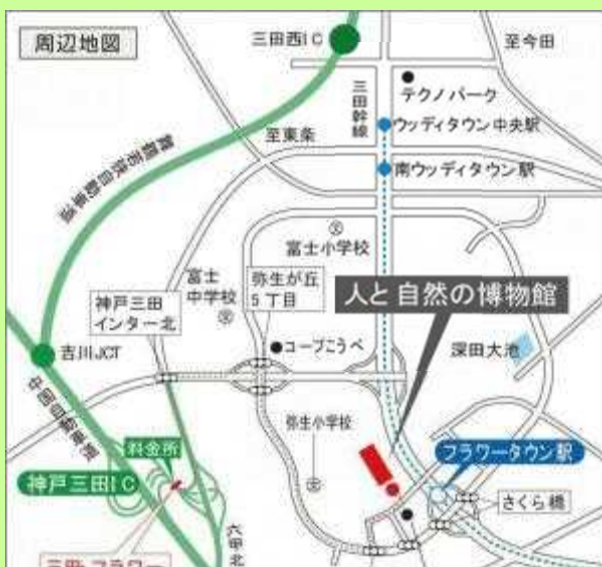 周辺地図
三田西IC
至今田
テクノパーク
三田幹線
ウッディタウン中央駅
至東条
舞鶴若狭自動車道
南ウッディタウン駅
富士小学校
富士
中学校
弥生が丘
5丁目
人と自然の博物館
神戸三田
インター北
コープこうべ
深田大池
吉川JCT
中国自動車道
弥生小学校
料金所
フラワータウン駅
神戸三田IC
さくら橋
六甲北
三田・フラワー